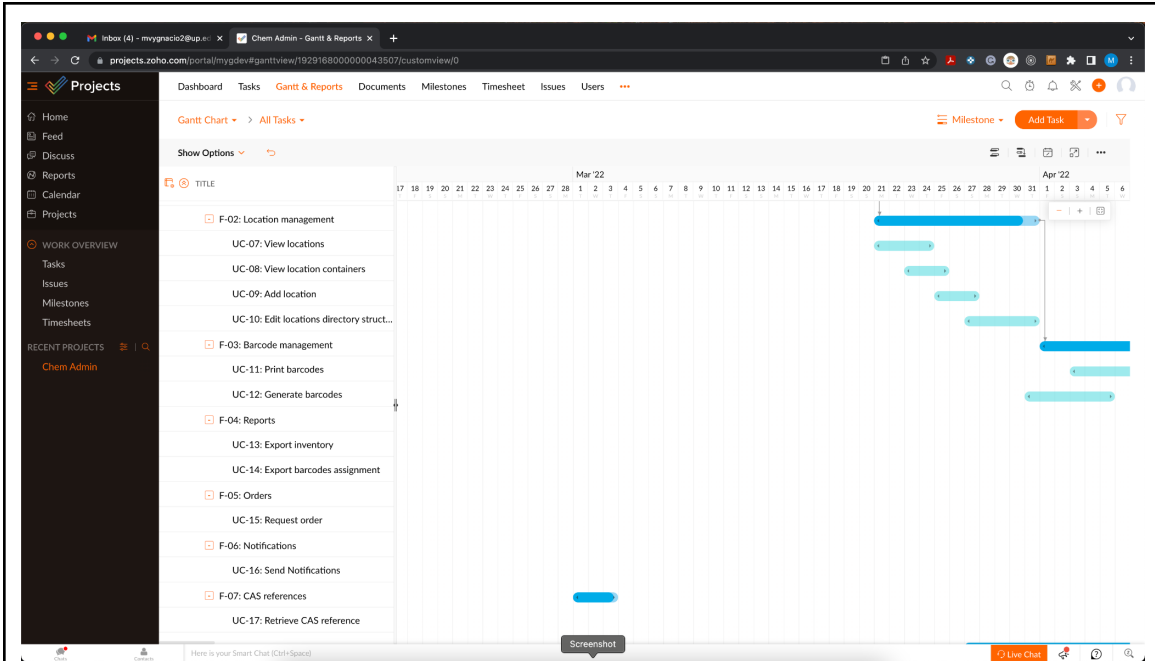 Inbox (4) - mvygnacio2@up.ed
Chem Admin - Gantt & Reports
projects.zoho.com/portal/mygdev#ganttview/1929168000000043507/customview/0
M
Projects
Dashboard Tasks Gantt & Reports Documents Milestones Timesheet Issues Users •••
Home
Feed
Discuss
Reports
Calendar
Projects
WORK OVERVIEW
Tasks
Issues
Milestones
Timesheets
RECENT PROJECTS
Chem Admin
Gantt Chart > All Tasks
Milestone
Add Task
Show Options
TITLE
Mar '22
Apr '22
17 18 19 20 21 22 23 24 25 26 27 28 1 2 3 4 5 6 7 8 9 10 11 12 13 14 15 16 17 18 19 20 21 22 23 24 25 26 27 28 29 30 31 1 2 3 4 5 6
F-02: Location management
UC-07: View locations
UC-08: View location containers
UC-09: Add location
UC-10: Edit locations directory struct...
F-03: Barcode management
UC-11: Print barcodes
UC-12: Generate barcodes
F-04: Reports
UC-13: Export inventory
UC-14: Export barcodes assignment
F-05: Orders
UC-15: Request order
F-06: Notifications
UC-16: Send Notifications
F-07: CAS references
UC-17: Retrieve CAS reference
Screenshot
Chats
Contacts
Here is your Smart Chat (Ctrl+Space)
Live Chat